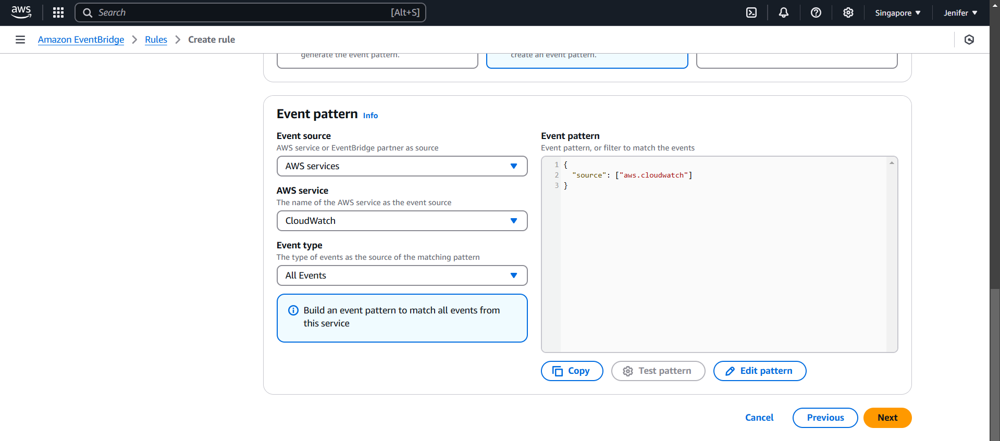 aws
Search [Alt+S]
Singapore
Jenifer
Amazon EventBridge > Rules > Create rule
generate the event pattern.
create an event pattern.
Event pattern Info
Event source
AWS service or EventBridge partner as source
AWS services
AWS service
The name of the AWS service as the event source
CloudWatch
Event type
The type of events as the source of the matching pattern
All Events
Build an event pattern to match all events from
this service
Event pattern
Event pattern, or filter to match the events
1 {
2 "source": ["aws.cloudwatch"]
3 }
Copy
Test pattern
Edit pattern
Cancel
Previous
Next